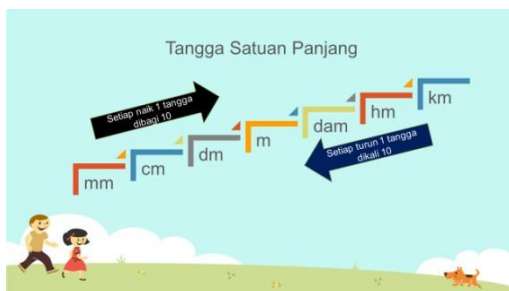 Tangga Satuan Panjang
Setiap naik 1 tangga
dibagi 10
km
hm
dam
m
dm
cm
mm
Setiap turun 1 tangga
dikali 10